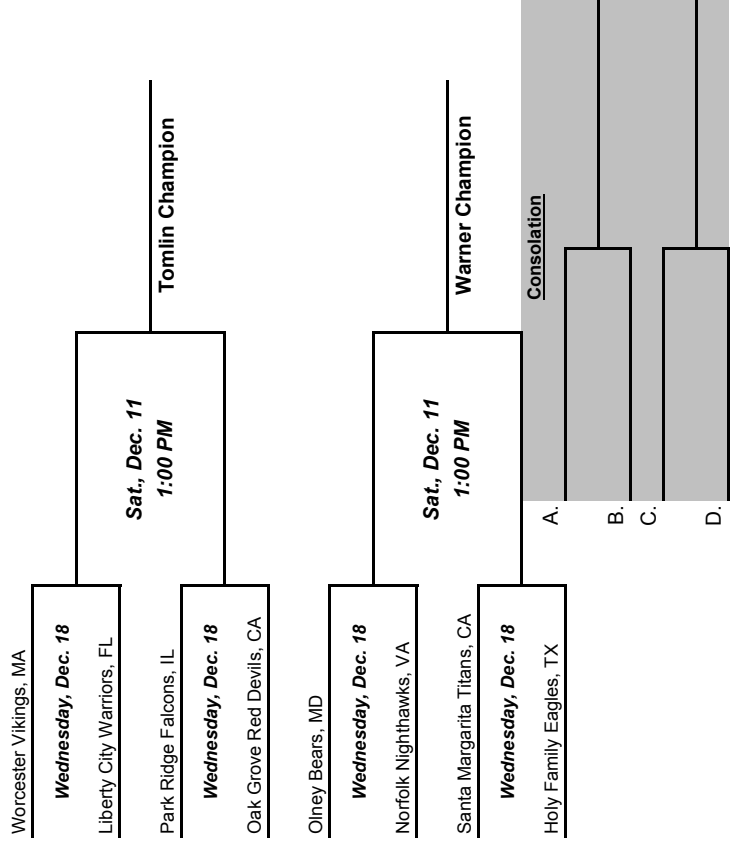 Worcester Vikings, MA
Wednesday, Dec. 18
Liberty City Warriors, FL
Park Ridge Falcons, IL
Wednesday, Dec. 18
Oak Grove Red Devils, CA
Sat., Dec. 11
1:00 PM
Tomlin Champion
Olney Bears, MD
Wednesday, Dec. 18
Norfolk Nighthawks, VA
Santa Margarita Titans, CA
Wednesday, Dec. 18
Holy Family Eagles, TX
Sat., Dec. 11
1:00 PM
Warner Champion
Consolation
A.
B.
C.
D.